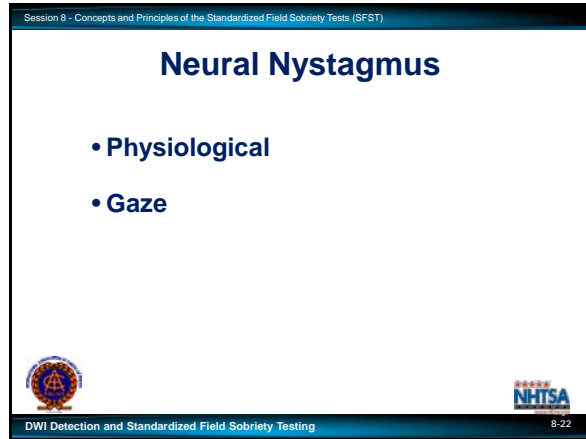 Session 8 - Concepts and Principles of the Standardized Field Sobriety Tests (SFST)
Neural Nystagmus
• Physiological
• Gaze
NHTSA
DWI Detection and Standardized Field Sobriety Testing
8-22